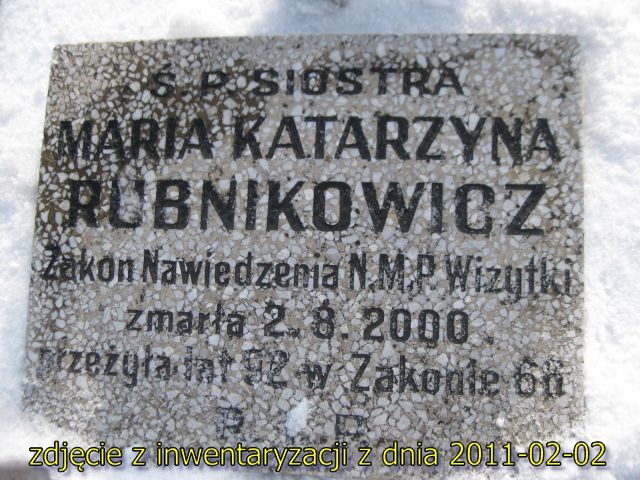 Ś. P. SIOSTRA
MARIA KATARZYNA
RUBNIKOWICZ
Zakon Nawiedzenia N.M.P. Wizytki
zmarła 2. 8. 2000.
przeżyła lat 92 w Zakonie 66
R. I. P.
zdjęcie z inwentaryzacji z dnia 2011-02-02